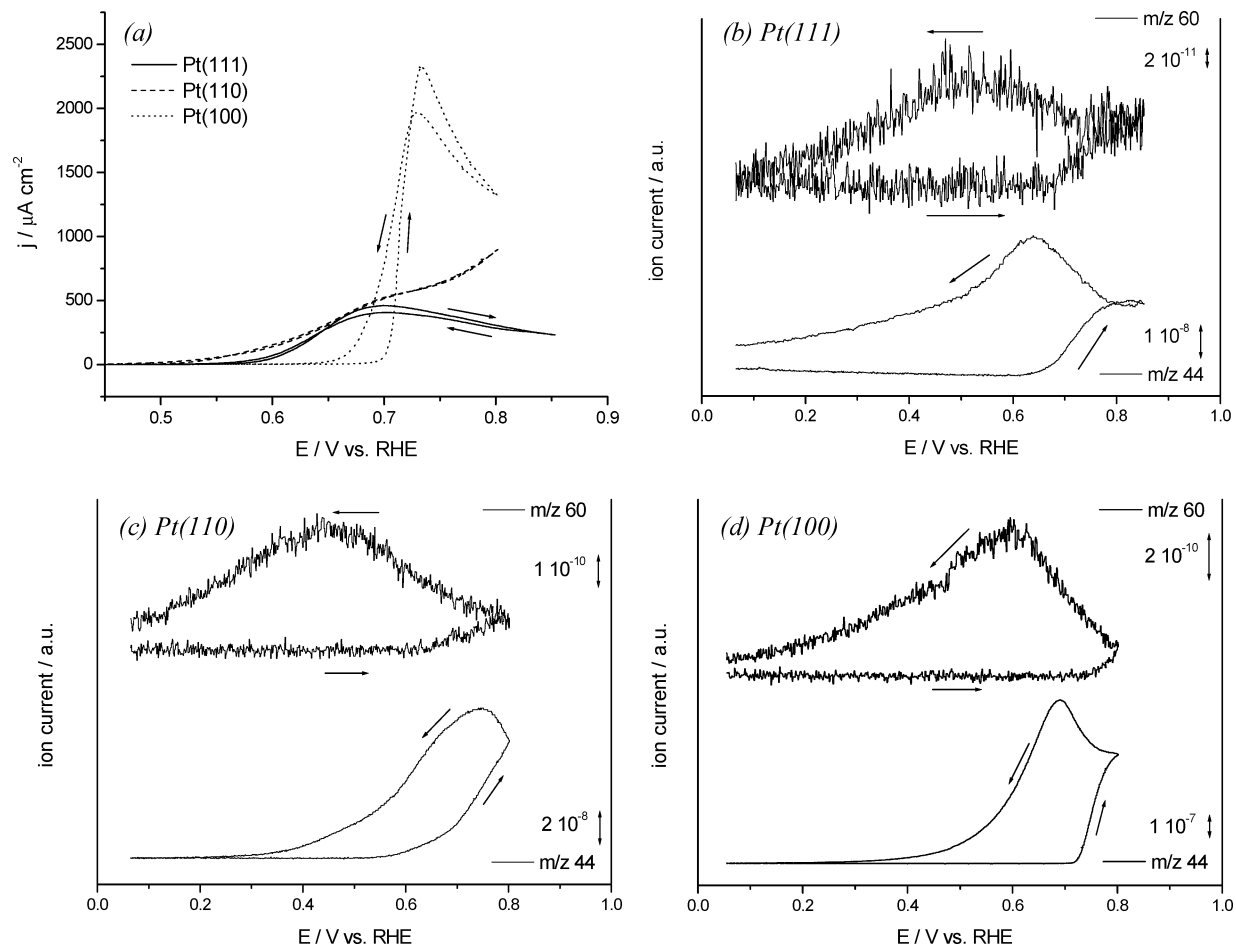 (a)
Pt(111)
Pt(110)
Pt(100)
2500
2000
1500
1000
500
0
j / μA cm⁻²
0.5 0.6 0.7 0.8 0.9
E / V vs. RHE
(b) Pt(111)
m/z 60
2 10⁻¹¹
1 10⁻⁸
m/z 44
ion current / a.u.
0.0 0.2 0.4 0.6 0.8 1.0
E / V vs. RHE
(c) Pt(110)
m/z 60
1 10⁻¹⁰
2 10⁻⁸
m/z 44
ion current / a.u.
0.0 0.2 0.4 0.6 0.8 1.0
E / V vs. RHE
(d) Pt(100)
m/z 60
2 10⁻¹⁰
1 10⁻⁷
m/z 44
ion current / a.u.
0.0 0.2 0.4 0.6 0.8 1.0
E / V vs. RHE